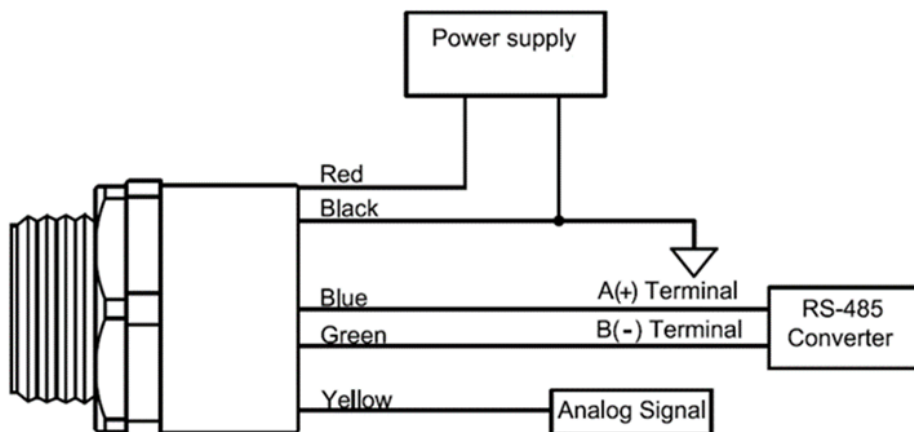 Power supply
Red
Black
Blue
A(+) Terminal
Green
B(-) Terminal
RS-485
Converter
Yellow
Analog Signal